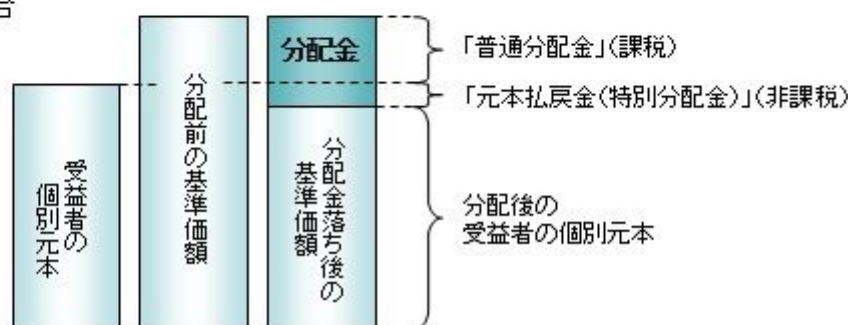 合
分配金
「普通分配金」(課税)
「元本払戻金(特別分配金)」(非課税)
受益者の
個別元本
分配前の基準価額
分配金落ち後の
基準価額
分配後の
受益者の個別元本